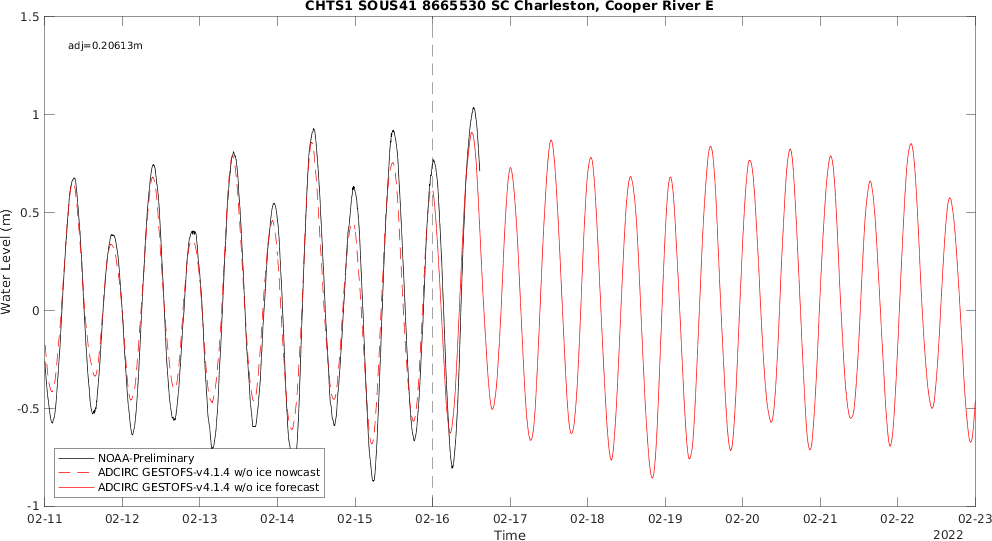 CHTS1 SOUS41 8665530 SC Charleston, Cooper River E
adj=0.20613m
1.5
1
0.5
0
-0.5
-1
Water Level (m)
NOAA-Preliminary
ADCIRC GESTOFS-v4.1.4 w/o ice nowcast
ADCIRC GESTOFS-v4.1.4 w/o ice forecast
02-11 02-12 02-13 02-14 02-15 02-16 02-17 02-18 02-19 02-20 02-21 02-22 02-23
Time
2022